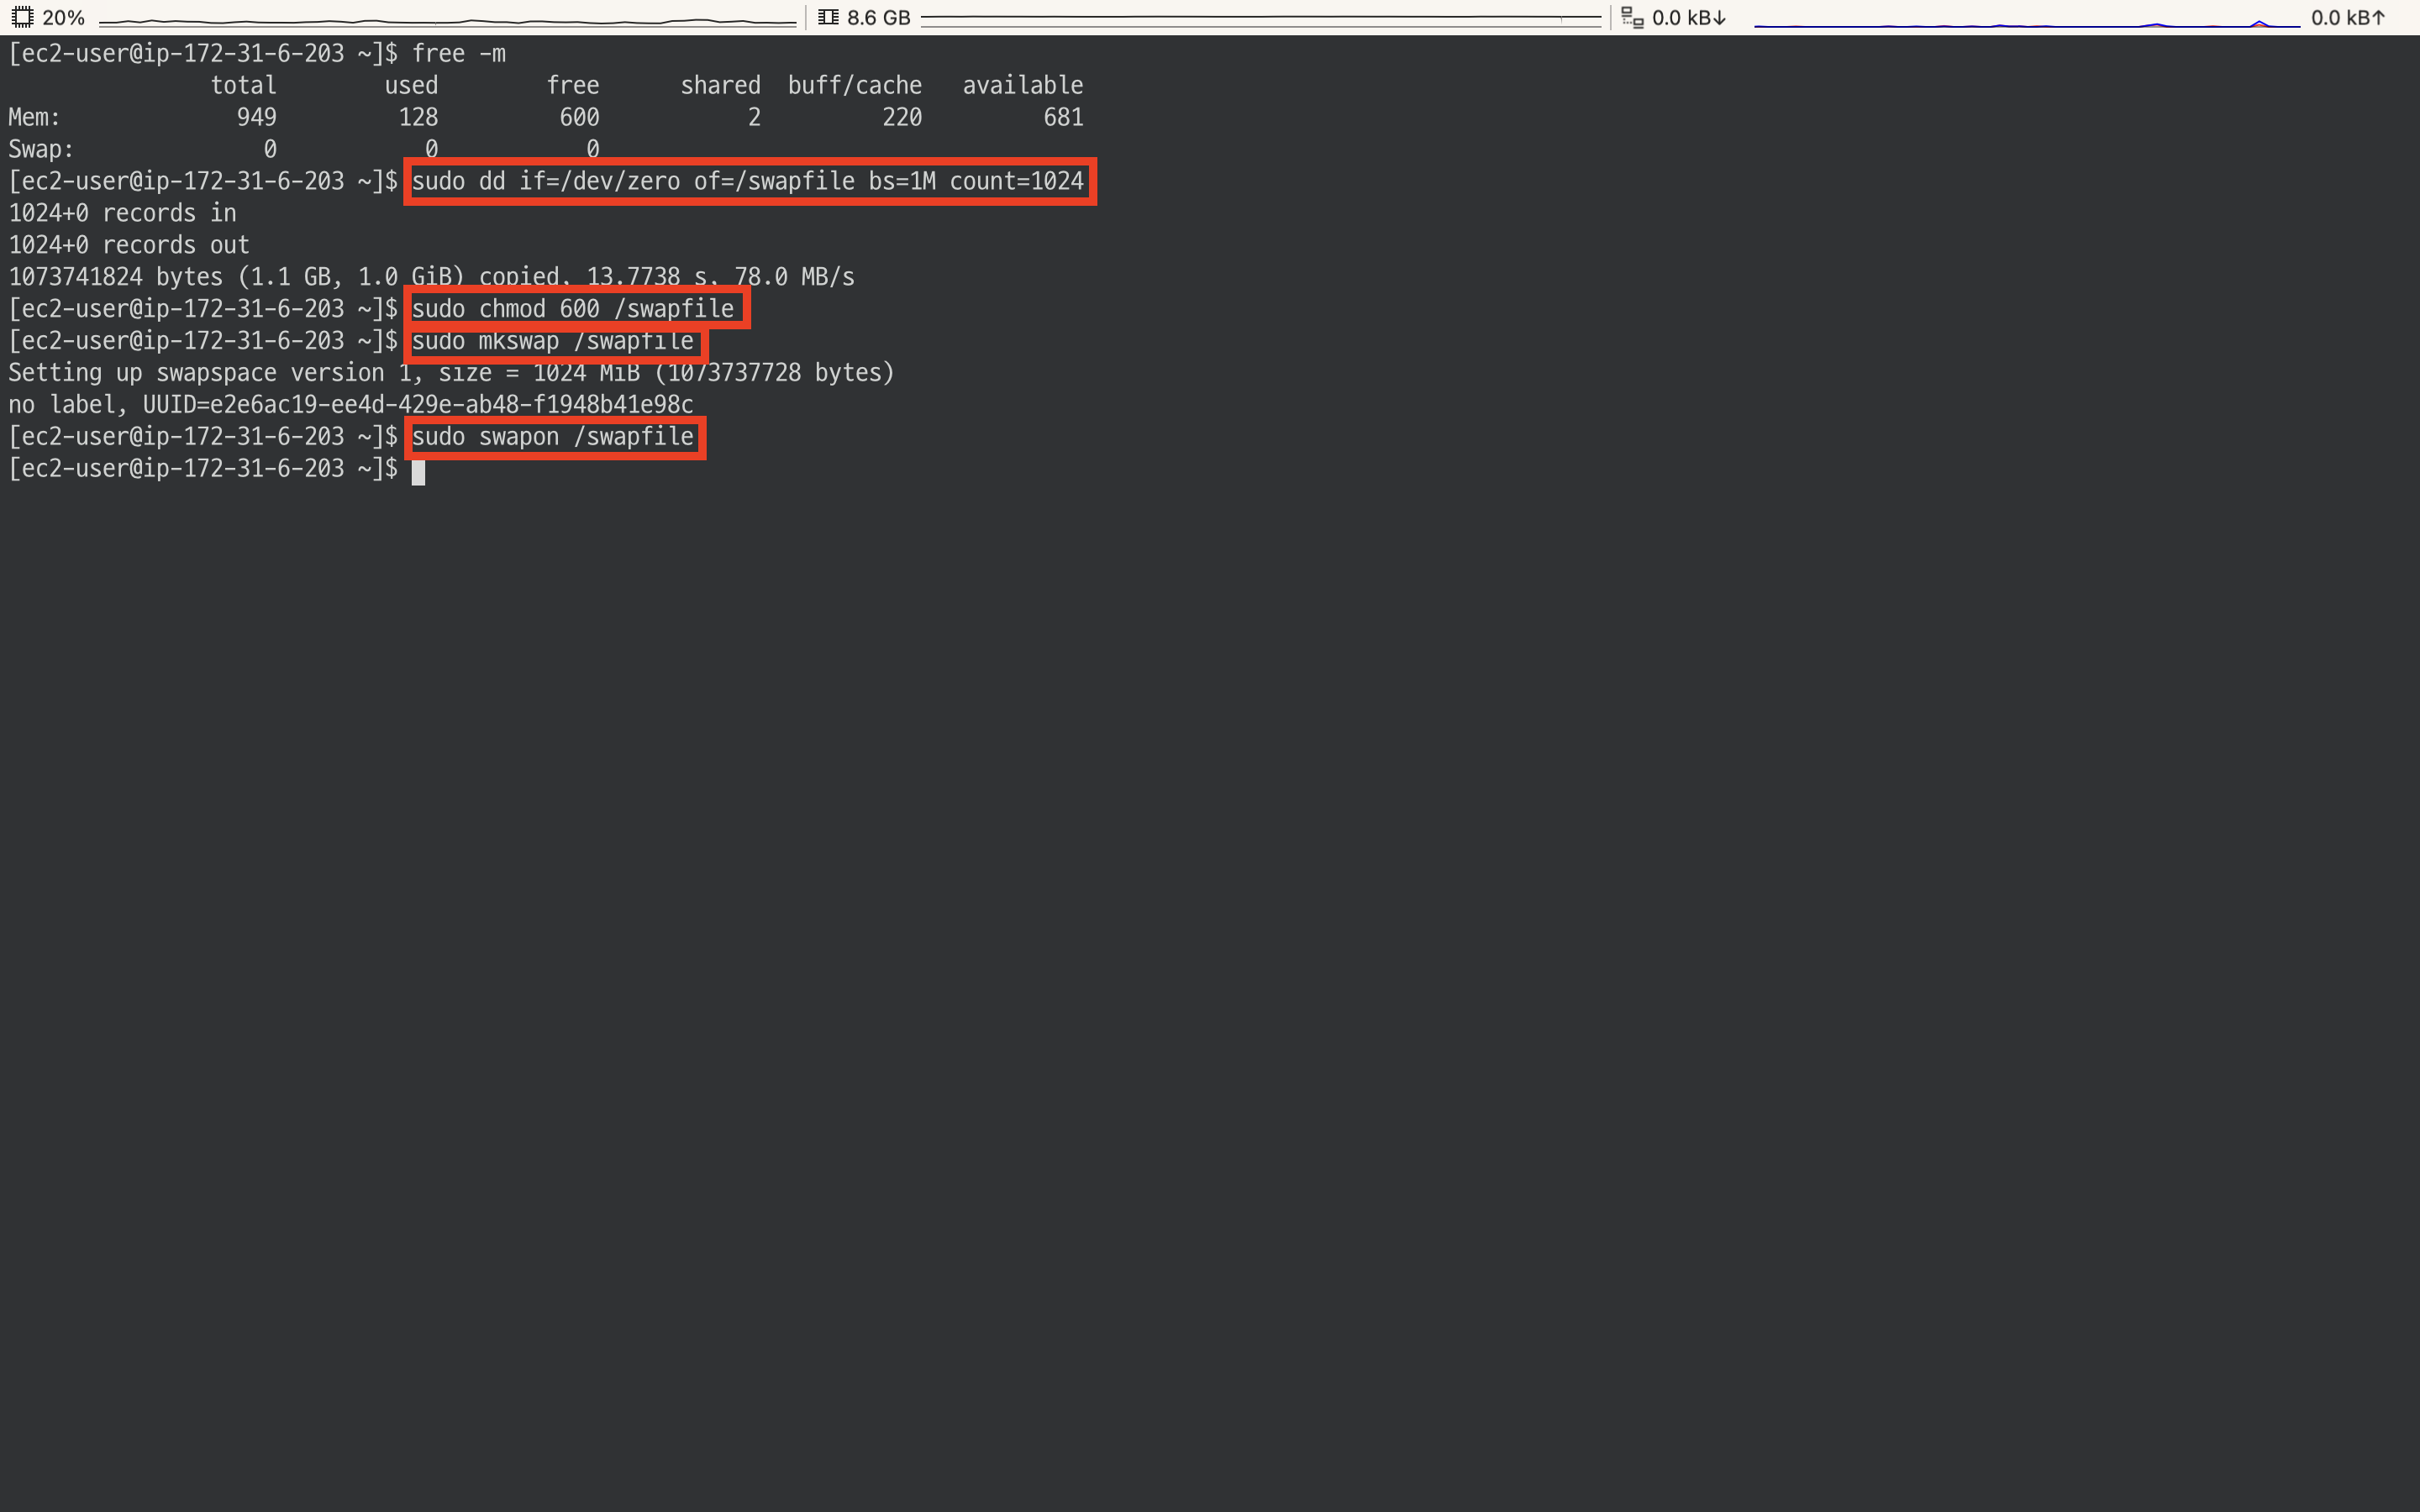 20% 8.6 GB 0.0 kB↓ 0.0 kB↑
[ec2-user@ip-172-31-6-203 ~]$ free -m
total used free shared buff/cache available
Mem: 949 128 600 2 220 681
Swap: 0 0 0
[ec2-user@ip-172-31-6-203 ~]$ sudo dd if=/dev/zero of=/swapfile bs=1M count=1024
1024+0 records in
1024+0 records out
1073741824 bytes (1.1 GB, 1.0 GiB) copied, 13.7738 s, 78.0 MB/s
[ec2-user@ip-172-31-6-203 ~]$ sudo chmod 600 /swapfile
[ec2-user@ip-172-31-6-203 ~]$ sudo mkswap /swapfile
Setting up swapspace version 1, size = 1024 MiB (1073737728 bytes)
no label, UUID=e2e6ac19-ee4d-429e-ab48-f1948b41e98c
[ec2-user@ip-172-31-6-203 ~]$ sudo swapon /swapfile
[ec2-user@ip-172-31-6-203 ~]$